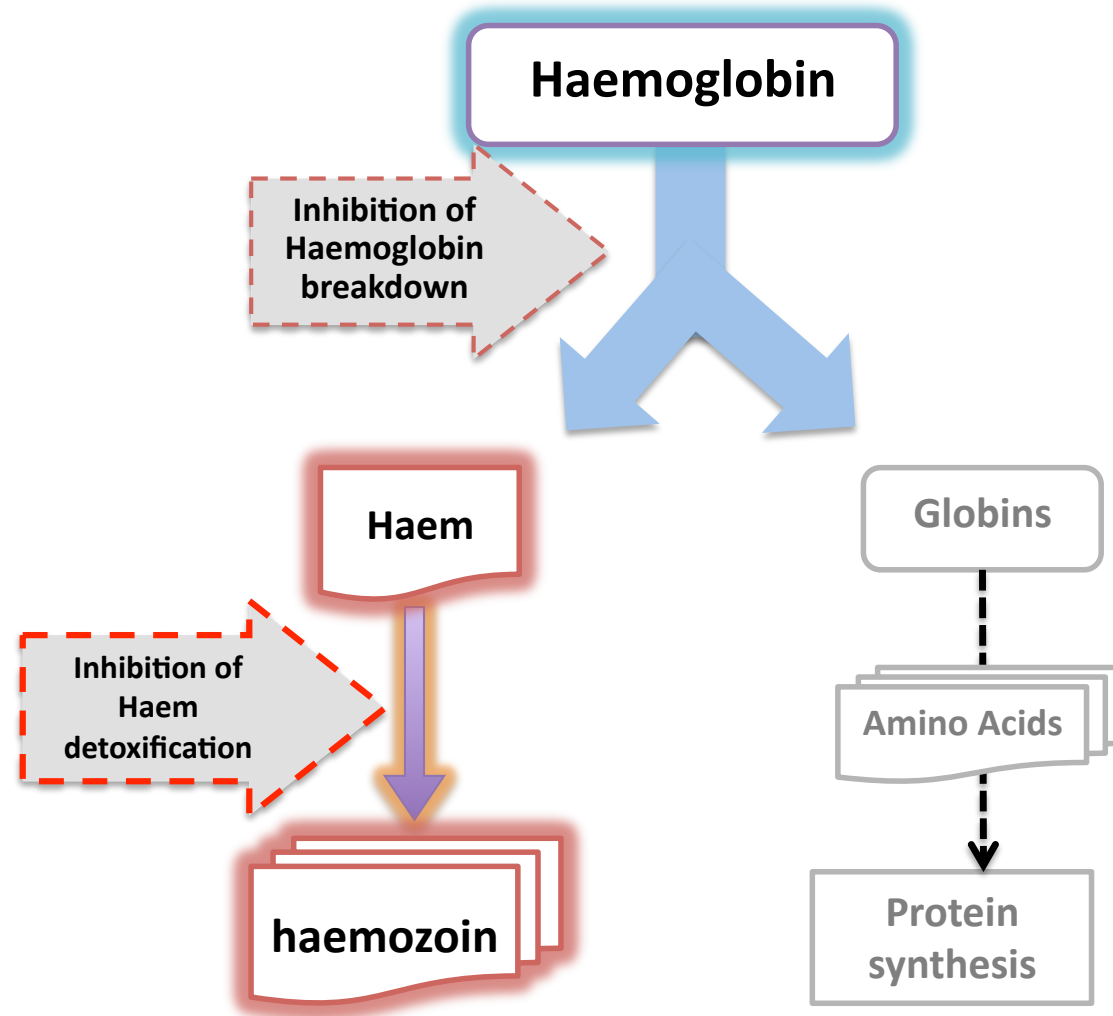 Haemoglobin
Inhibition of
Haemoglobin
breakdown
Haem
Globins
Inhibition of
Haem
detoxification
Amino Acids
haemozoin
Protein
synthesis